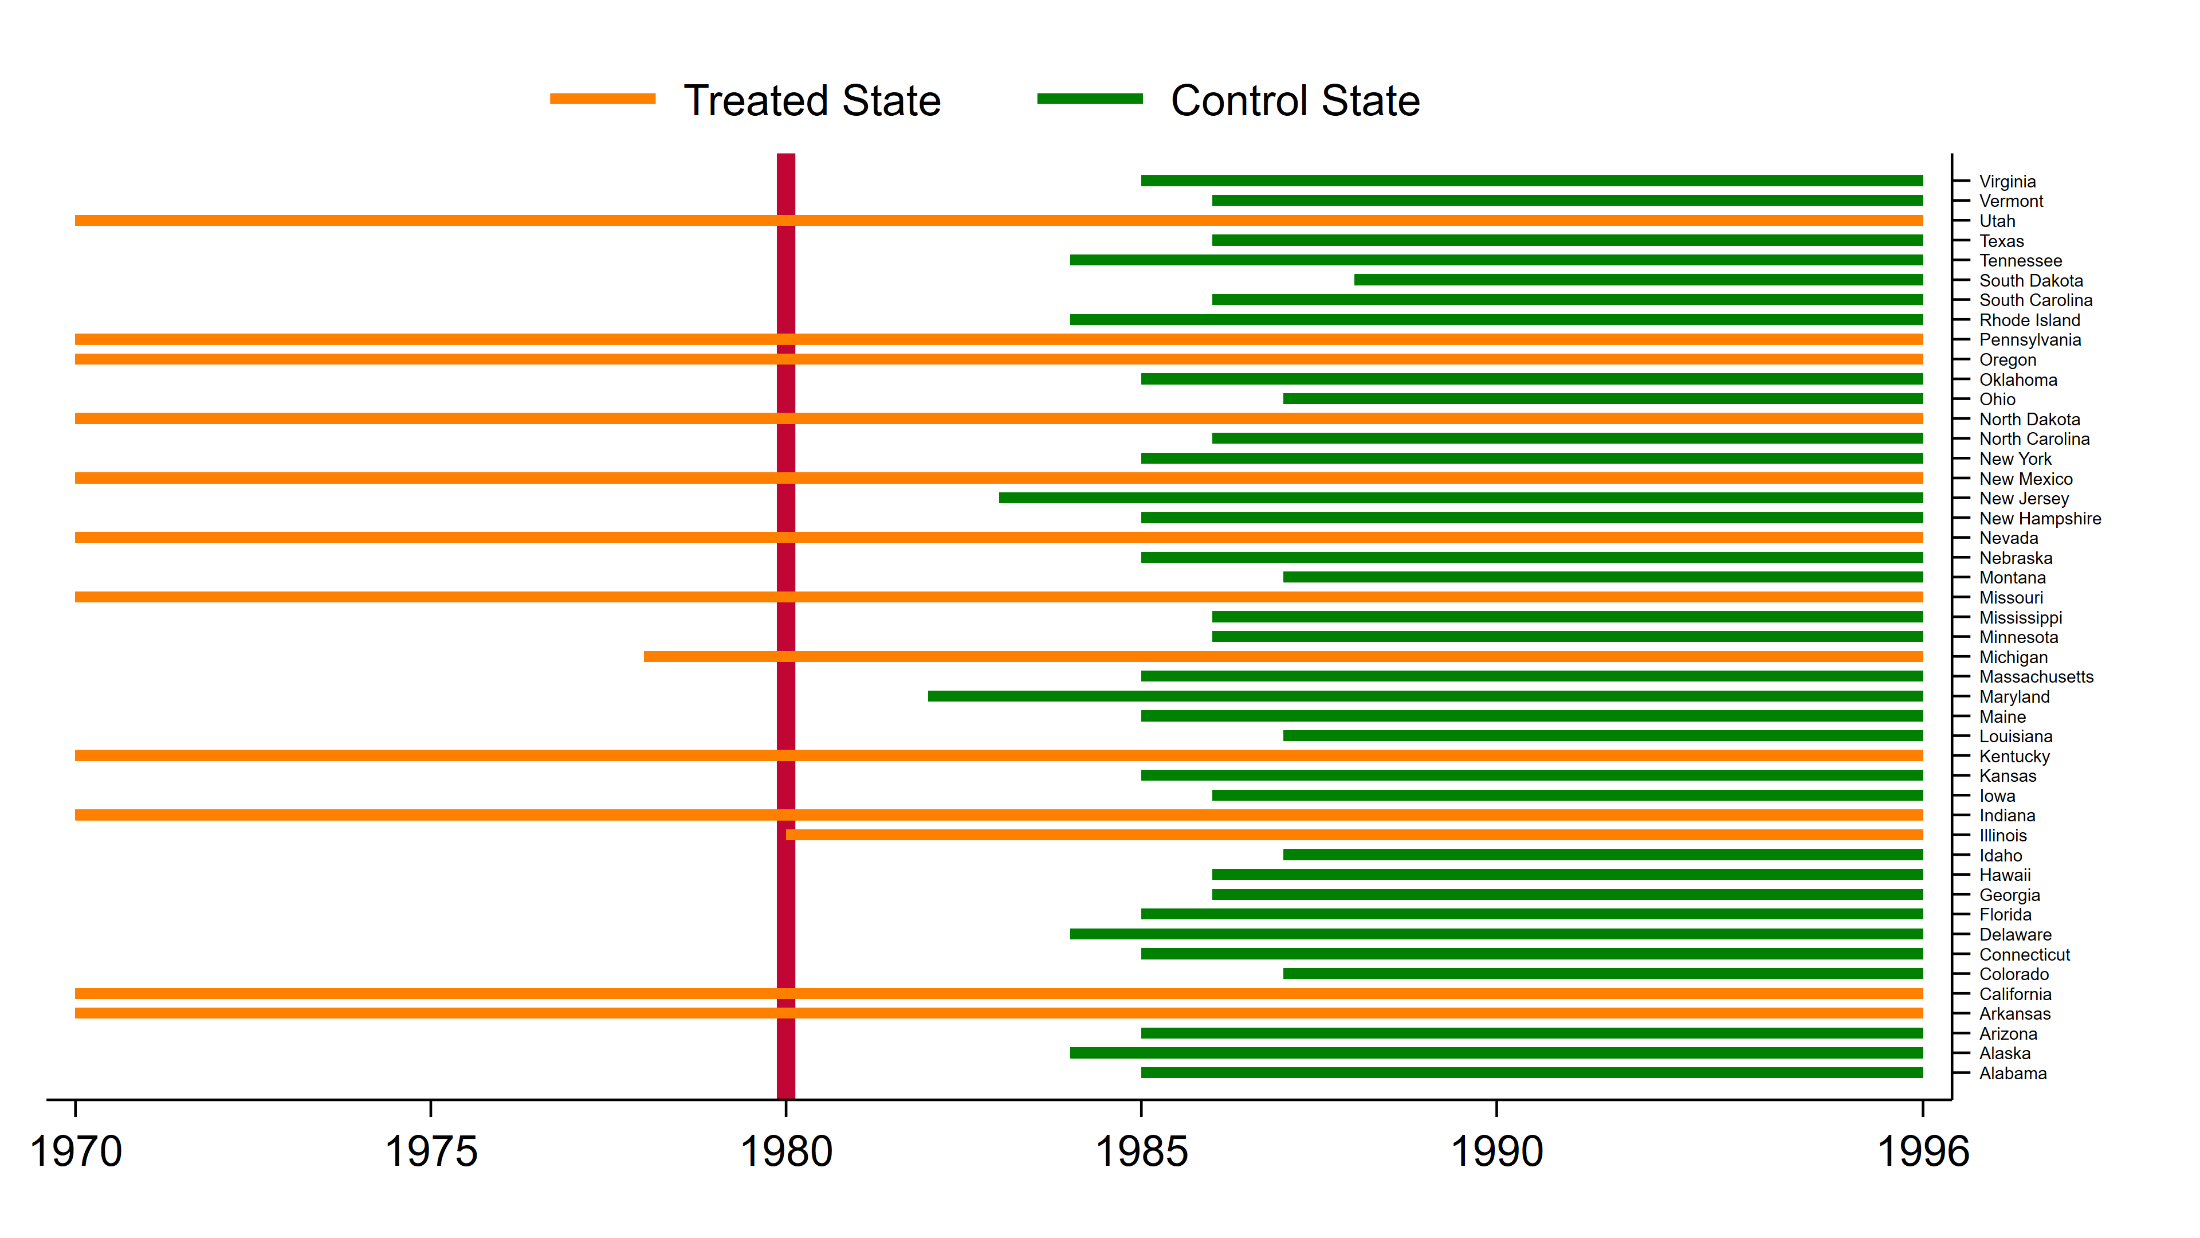 Treated State Control State
Virginia
Vermont
Utah
Texas
Tennessee
South Dakota
South Carolina
Rhode Island
Pennsylvania
Oregon
Oklahoma
Ohio
North Dakota
North Carolina
New York
New Mexico
New Jersey
New Hampshire
Nevada
Nebraska
Montana
Missouri
Mississippi
Minnesota
Michigan
Massachusetts
Maryland
Maine
Louisiana
Kentucky
Kansas
Iowa
Indiana
Illinois
Idaho
Hawaii
Georgia
Florida
Delaware
Connecticut
Colorado
California
Arkansas
Arizona
Alaska
Alabama
1970 1975 1980 1985 1990 1996